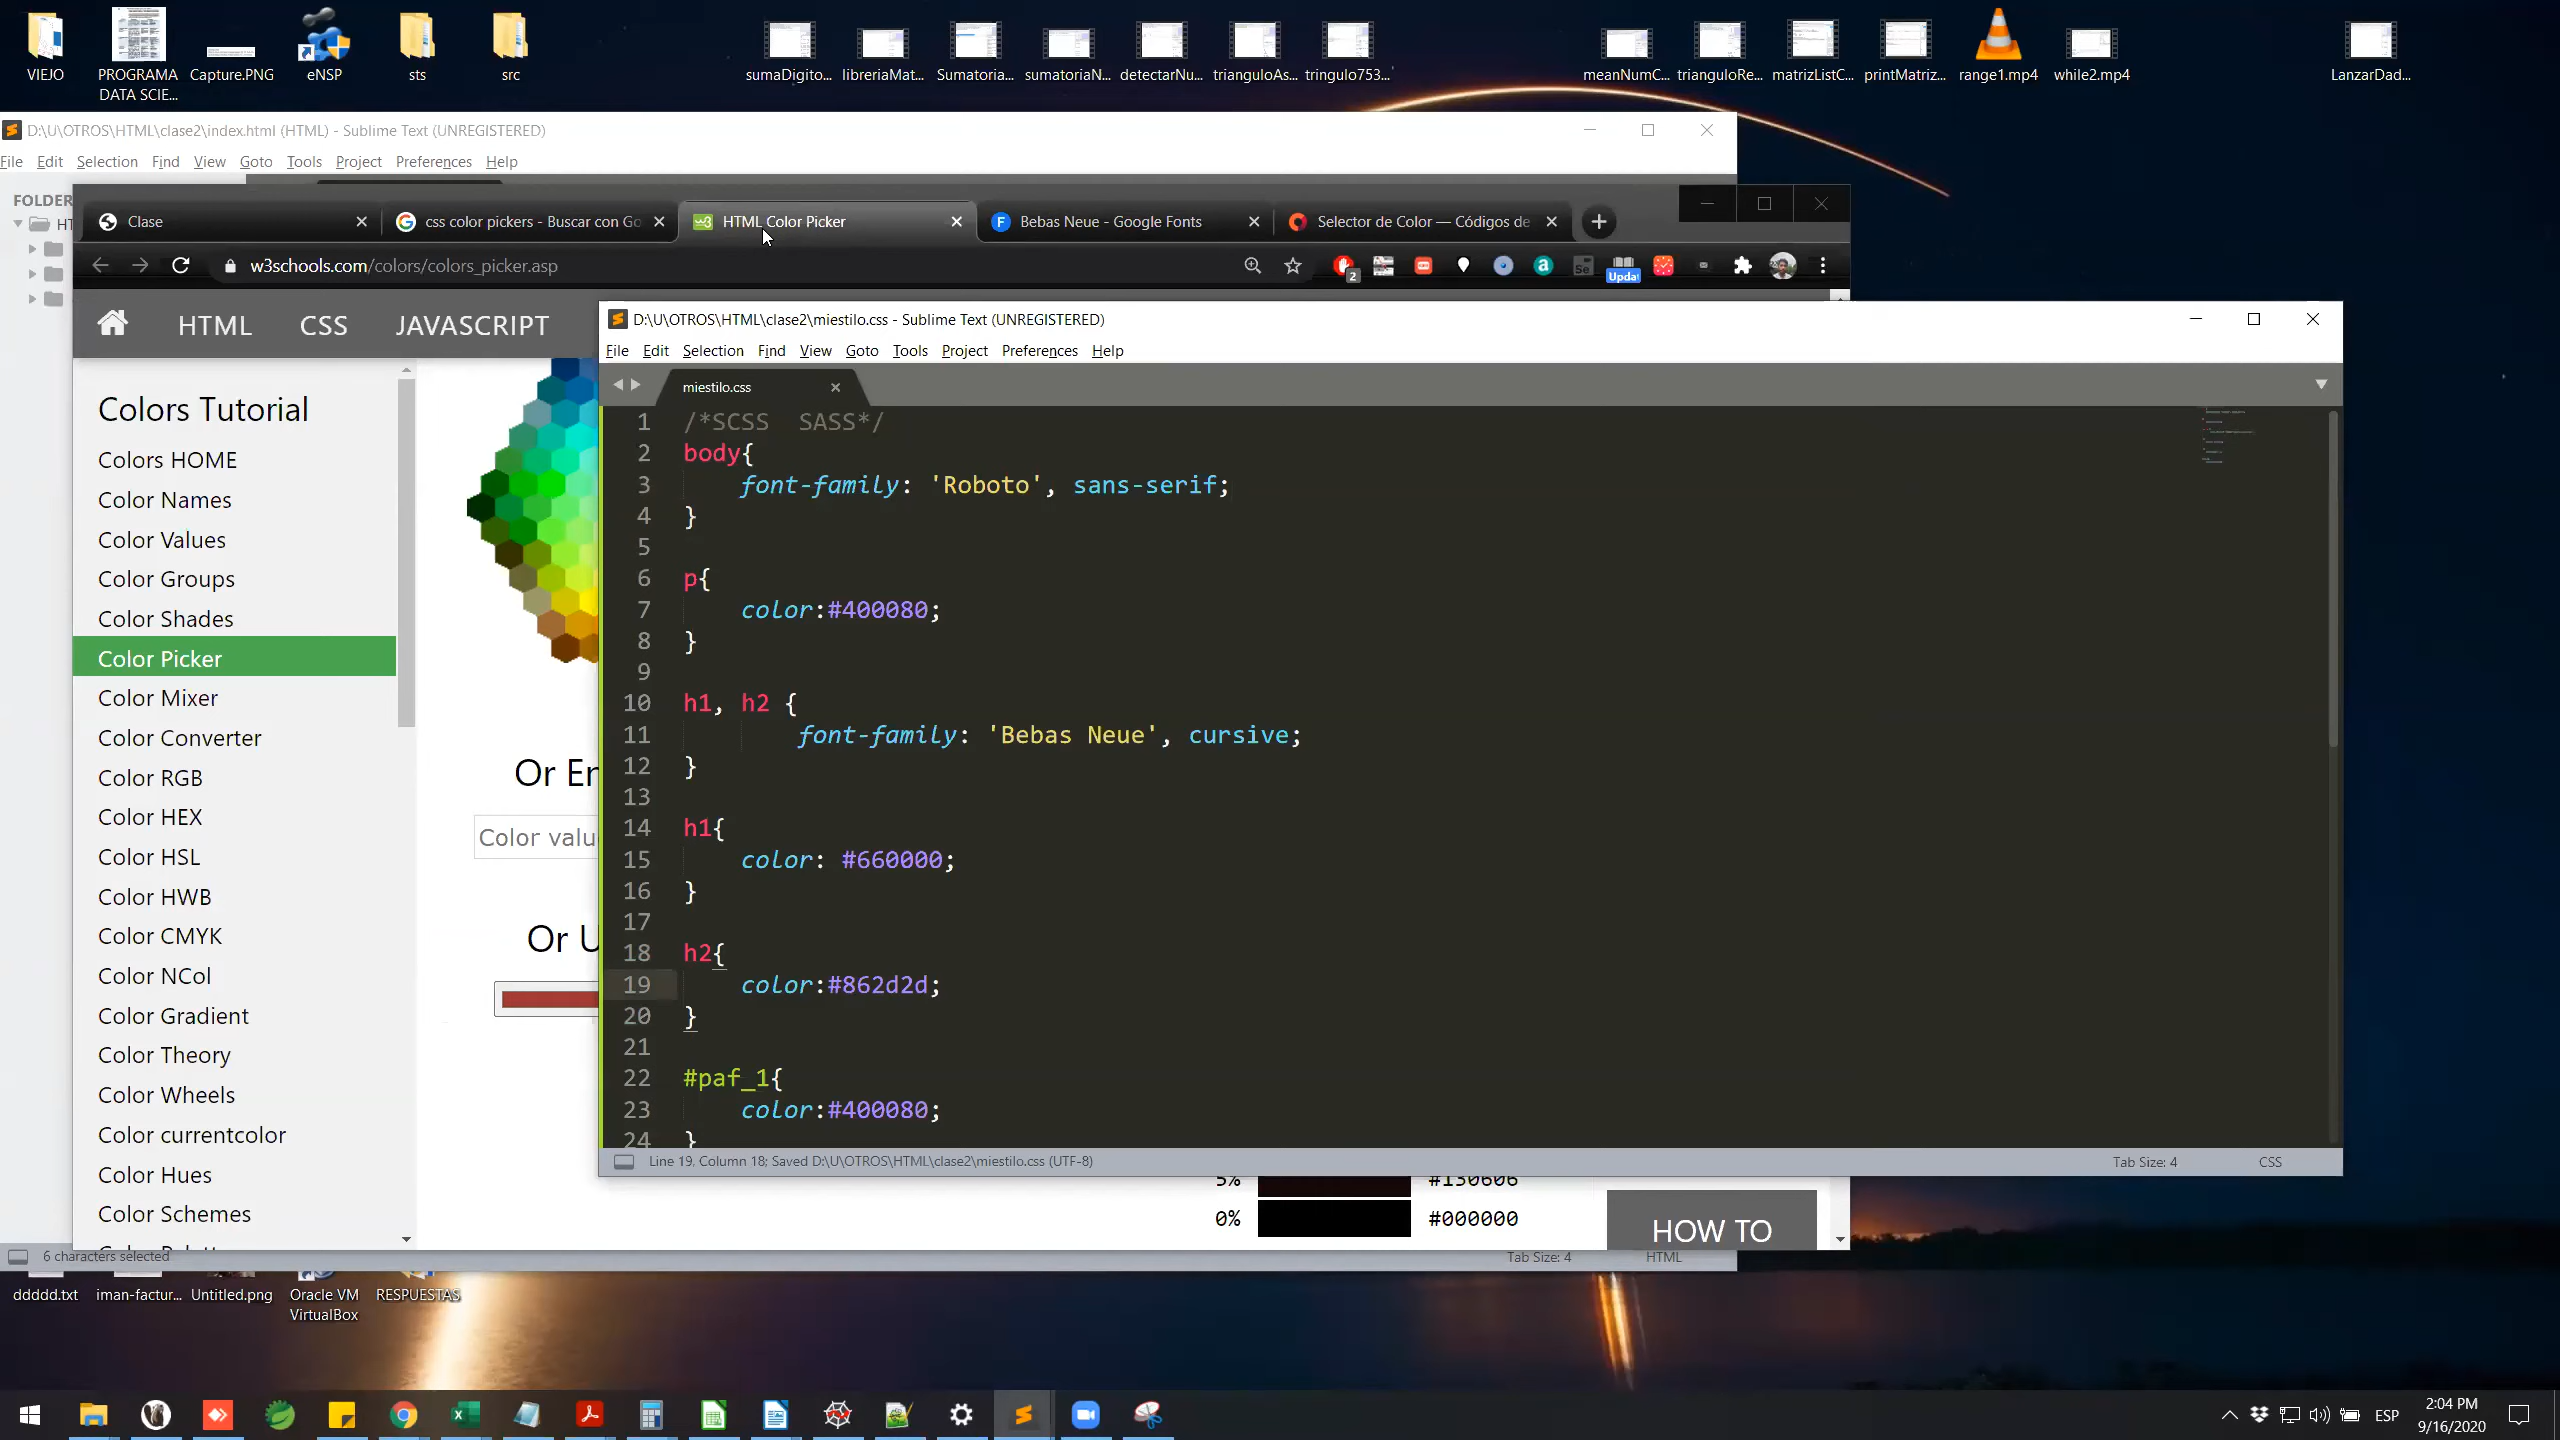 VIEJO
PROGRAMA
DATA SCIE...
Capture.PNG
eNSP
sts
src
sumaDigito...
libreriaMat...
Sumatoria...
sumatoriaN...
detectarNu...
trianguloAs...
tringulo753...
meanNumC...
trianguloRe...
matrizListC...
printMatriz...
range1.mp4
while2.mp4
LanzarDad...
D:\U\OTROS\HTML\clase2\index.html (HTML) - Sublime Text (UNREGISTERED)
File Edit Selection Find View Goto Tools Project Preferences Help
FOLDER
HT
Clase
css color pickers - Buscar con Go
HTML Color Picker
Bebas Neue - Google Fonts
Selector de Color — Códigos de
w3schools.com/colors/colors_picker.asp
2
Updat
HTML CSS JAVASCRIPT
Colors Tutorial
Colors HOME
Color Names
Color Values
Color Groups
Color Shades
Color Picker
Color Mixer
Color Converter
Color RGB
Color HEX
Color HSL
Color HWB
Color CMYK
Color NCol
Color Gradient
Color Theory
Color Wheels
Color currentcolor
Color Hues
Color Schemes
Or En
Color valu
Or U
D:\U\OTROS\HTML\clase2\miestilo.css - Sublime Text (UNREGISTERED)
File Edit Selection Find View Goto Tools Project Preferences Help
miestilo.css
1 /*SCSS  SASS*/
2 body{
3 font-family: 'Roboto', sans-serif;
4 }
5
6 p{
7 color:#400080;
8 }
9
10 h1, h2 {
11 font-family: 'Bebas Neue', cursive;
12 }
13
14 h1{
15 color: #660000;
16 }
17
18 h2{
19 color:#862d2d;
20 }
21
22 #paf_1{
23 color:#400080;
24 }
Line 19, Column 18; Saved D:\U\OTROS\HTML\clase2\miestilo.css (UTF-8)
Tab Size: 4
CSS
5% #130606
0% #000000
HOW TO
6 characters selected
Tab Size: 4
HTML
ddddd.txt
iman-factur...
Untitled.png
Oracle VM
VirtualBox
RESPUESTAS
ESP
2:04 PM
9/16/2020